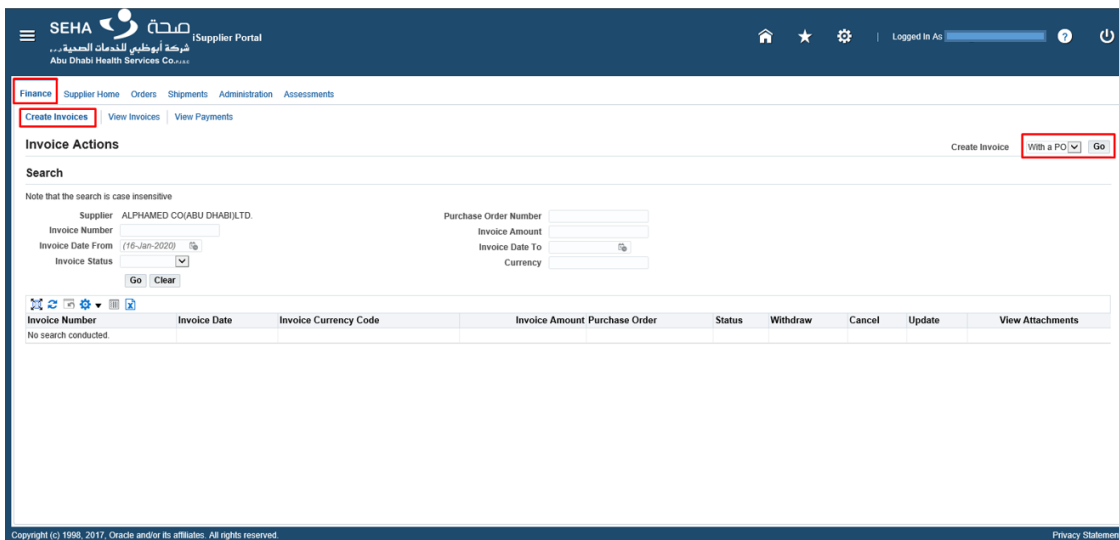 SEHA صحة iSupplier Portal
شركة أبوظبي للخدمات الصحية ش.م.ع
Abu Dhabi Health Services Co. P.J.S.C
Logged In As
Finance Supplier Home Orders Shipments Administration Assessments
Create Invoices View Invoices View Payments
Invoice Actions
Create Invoice With a PO Go
Search
Note that the search is case insensitive
Supplier ALPHAMED CO(ABU DHABI)LTD. Purchase Order Number
Invoice Number Invoice Amount
Invoice Date From (16-Jan-2020) Invoice Date To
Invoice Status Currency
Go Clear
Invoice Number Invoice Date Invoice Currency Code Invoice Amount Purchase Order Status Withdraw Cancel Update View Attachments
No search conducted.
Copyright (c) 1998, 2017, Oracle and/or its affiliates. All rights reserved. Privacy Statement